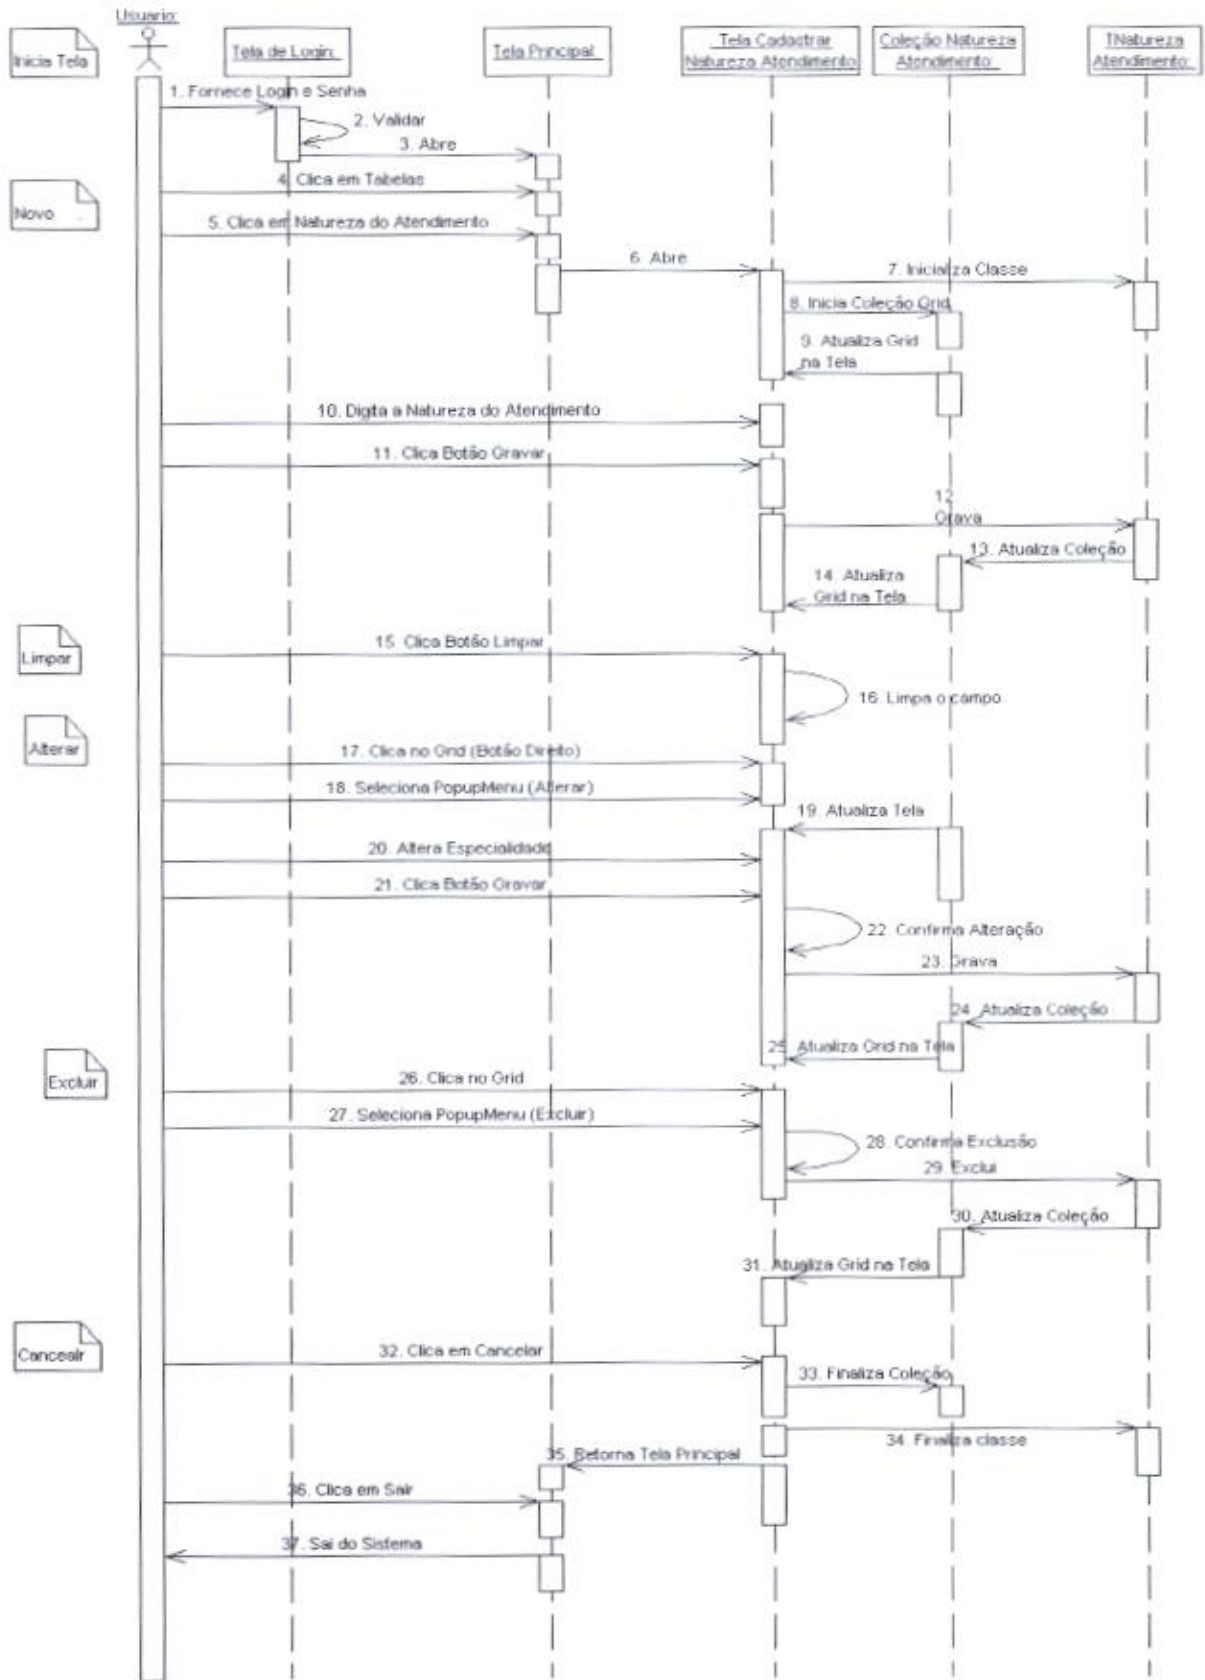 Usuario:
Inicia Tela
Tela de Login:
Tela Principal:
Tela Cadastrar
Natureza Atendimento
Coleção Natureza
Atendimento:
TNatureza
Atendimento:
1. Fornece Login e Senha
2. Validar
3. Abre
4. Clica em Tabelas
Novo
5. Clica em Natureza do Atendimento
6. Abre
7. Inicializa Classe
8. Inicia Coleção Grid
9. Atualiza Grid
na Tela
10. Digita a Natureza do Atendimento
11. Clica Botão Gravar
12.
Grava
13. Atualiza Coleção
14. Atualiza
Grid na Tela
Limpar
15. Clica Botão Limpar
16. Limpa o campo
Alterar
17. Clica no Grid (Botão Direito)
18. Seleciona PopupMenu (Alterar)
19. Atualiza Tela
20. Altera Especialidade
21. Clica Botão Gravar
22. Confirma Alteração
23. Grava
24. Atualiza Coleção
25. Atualiza Grid na Tela
Excluir
26. Clica no Grid
27. Seleciona PopupMenu (Excluir)
28. Confirma Exclusão
29. Exclui
30. Atualiza Coleção
31. Atualiza Grid na Tela
Cancealr
32. Clica em Cancelar
33. Finaliza Coleção
34. Finaliza classe
35. Retorna Tela Principal
36. Clica em Sair
37. Sai do Sistema